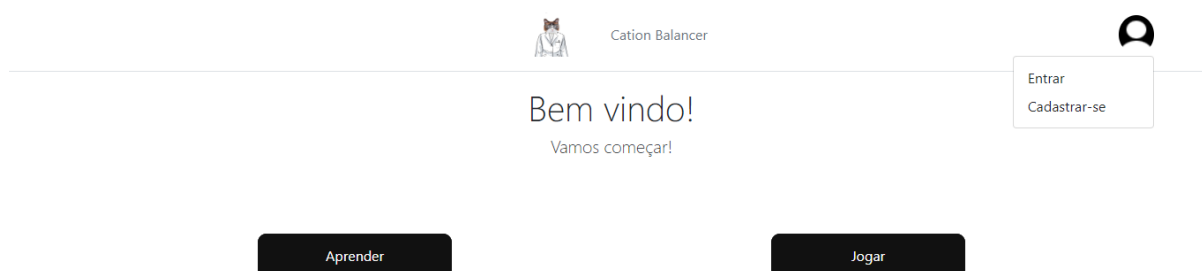 Cation Balancer
Entrar
Cadastrar-se
Bem vindo!
Vamos começar!
Aprender
Jogar